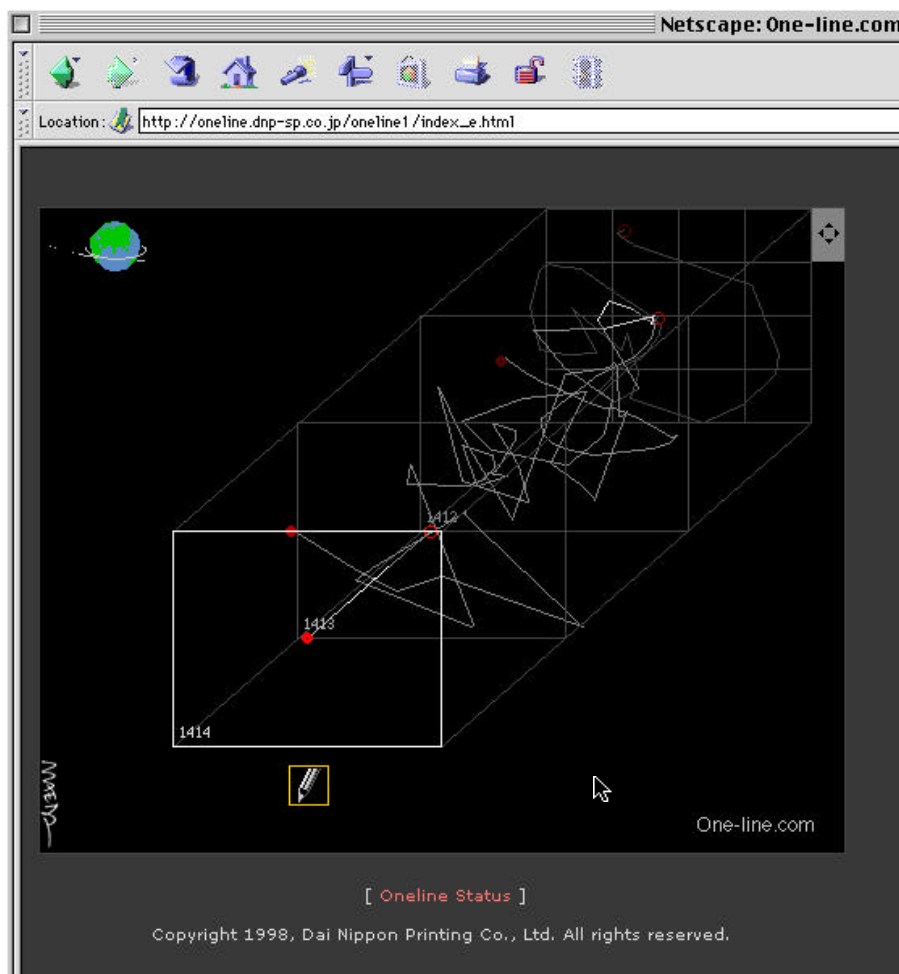 Netscape: One-line.com
Location: http://oneline.dnp-sp.co.jp/oneline1/index_e.html
1412
1413
1414
One-line.com
[ Oneline Status ]
Copyright 1998, Dai Nippon Printing Co., Ltd. All rights reserved.